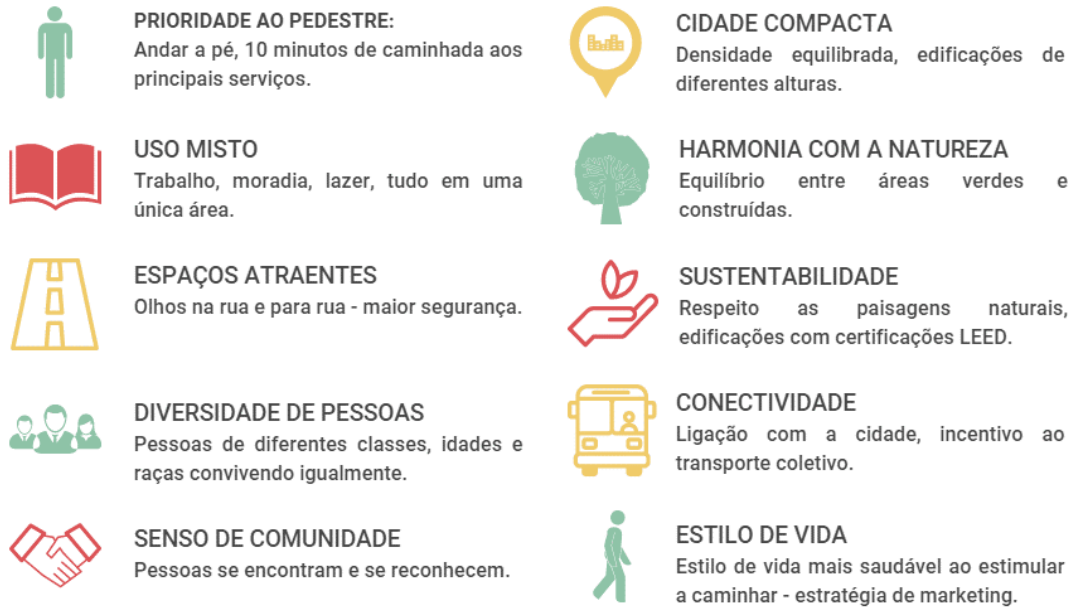 PRIORIDADE AO PEDESTRE:
Andar a pé, 10 minutos de caminhada aos
principais serviços.
USO MISTO
Trabalho, moradia, lazer, tudo em uma
única área.
ESPAÇOS ATRAENTES
Olhos na rua e para rua - maior segurança.
DIVERSIDADE DE PESSOAS
Pessoas de diferentes classes, idades e
raças convivendo igualmente.
SENSO DE COMUNIDADE
Pessoas se encontram e se reconhecem.
CIDADE COMPACTA
Densidade equilibrada, edificações de
diferentes alturas.
HARMONIA COM A NATUREZA
Equilíbrio entre áreas verdes e
construídas.
SUSTENTABILIDADE
Respeito as paisagens naturais,
edificações com certificações LEED.
CONECTIVIDADE
Ligação com a cidade, incentivo ao
transporte coletivo.
ESTILO DE VIDA
Estilo de vida mais saudável ao estimular
a caminhar - estratégia de marketing.